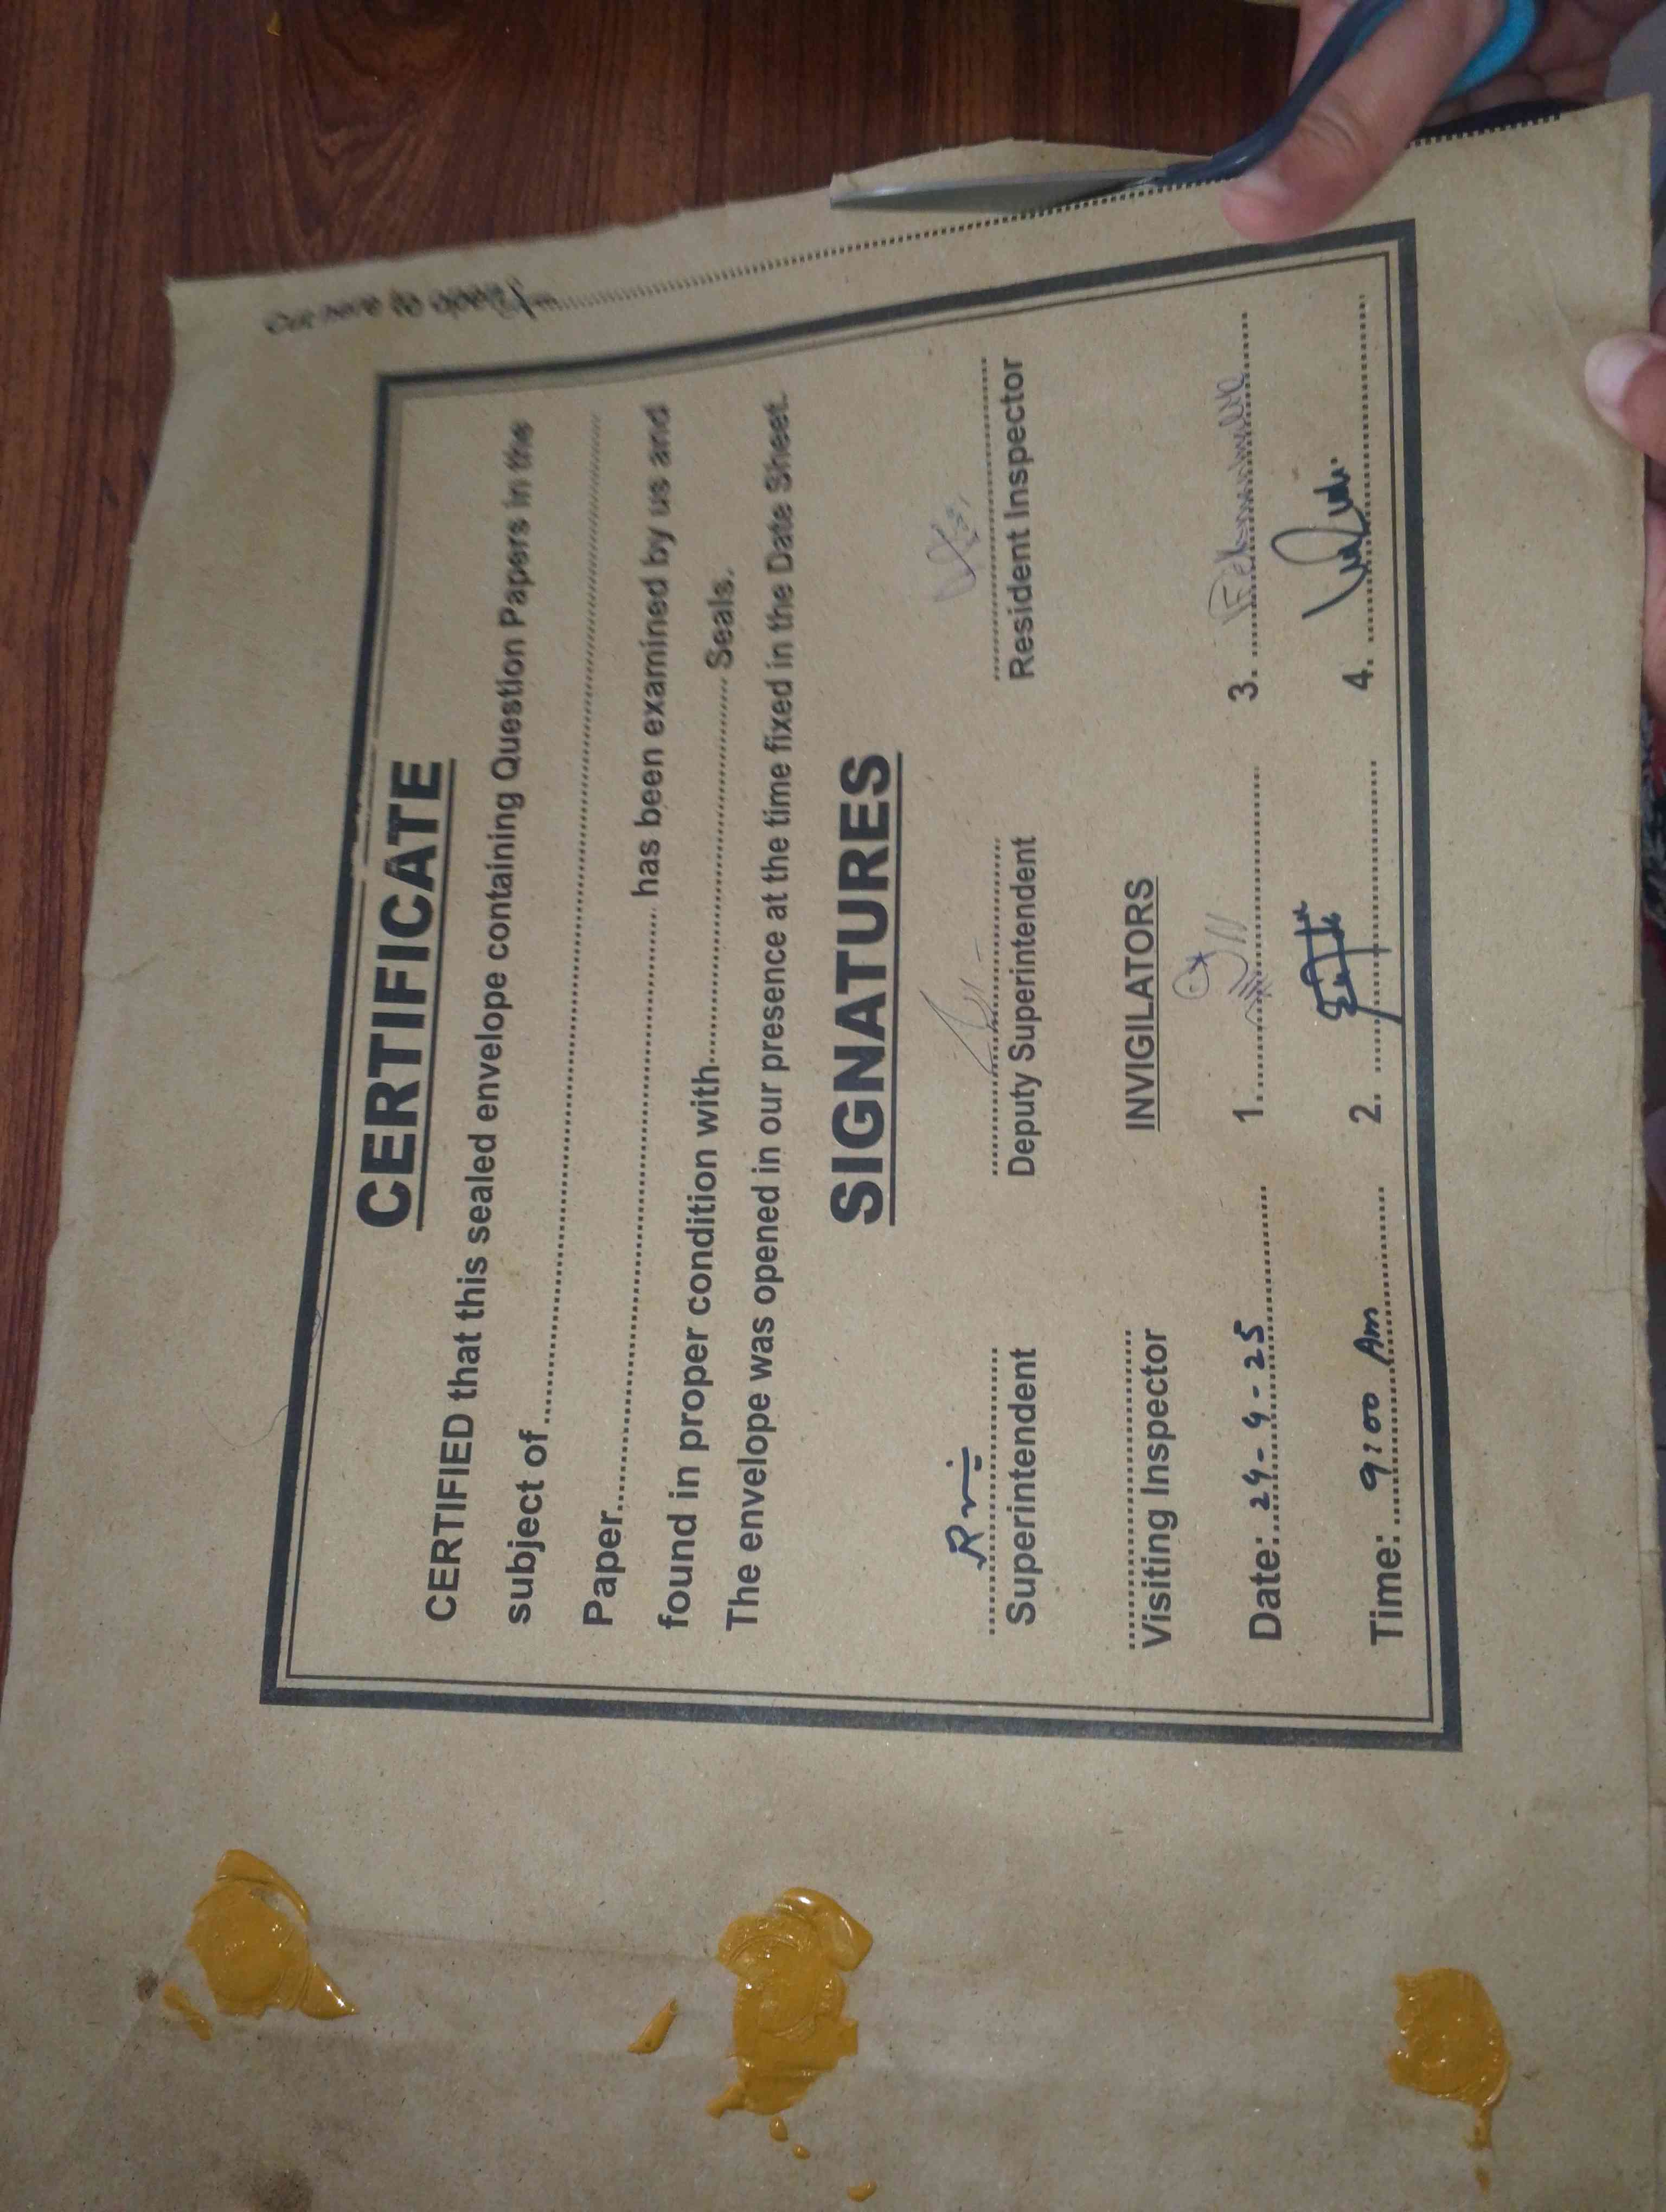 Cut here to open
CERTIFICATE
CERTIFIED that this sealed envelope containing Question Papers in the
subject of
Paper has been examined by us and
found in proper condition with Seals.
The envelope was opened in our presence at the time fixed in the Date Sheet.
SIGNATURES
Superintendent Deputy Superintendent Resident Inspector
Visiting Inspector INVIGILATORS
Date: 24-4-25 1. 3.
Time: 9:00 Am 2. 4.